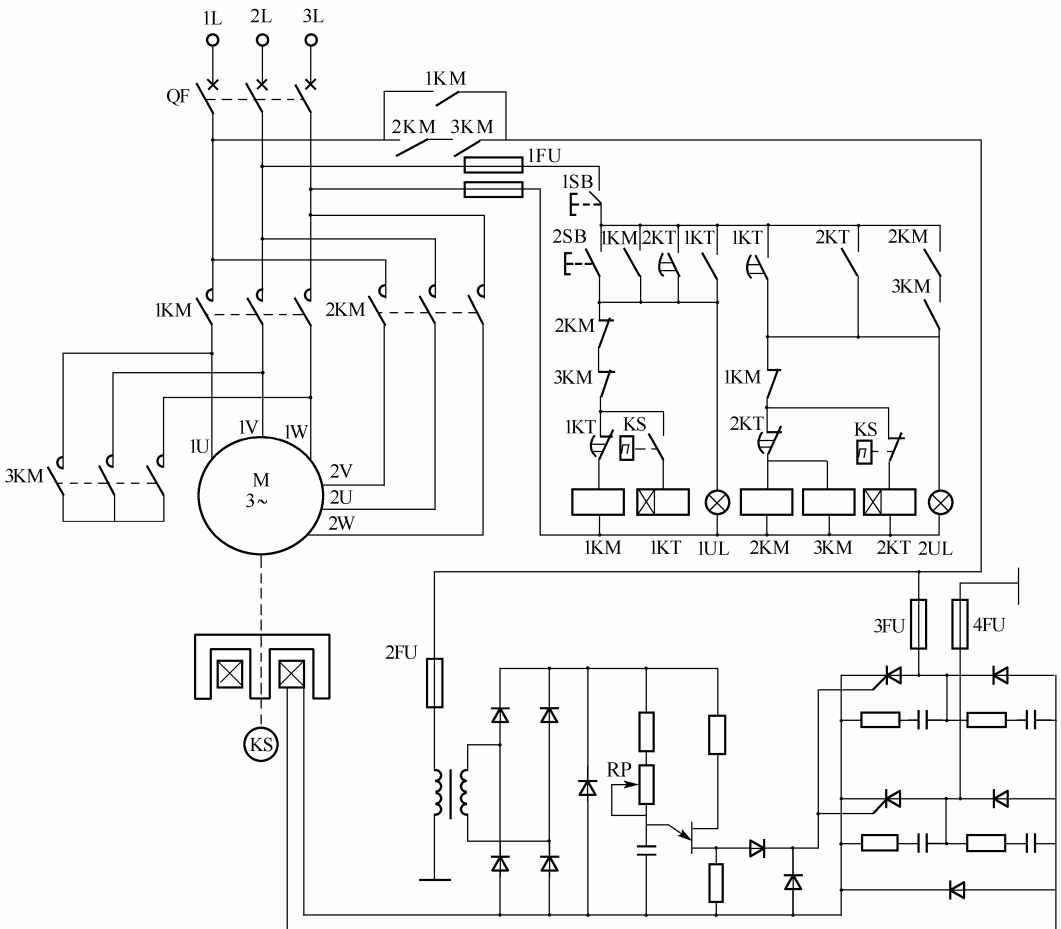 1L 2L 3L
QF
1KM
2KM 3KM
1FU
1SB
2SB 1KM 2KT 1KT 1KT 2KT 2KM
3KM
1KM 2KM
2KM
3KM 1KM
1KT KS 2KT KS
1U 1V 1W
3KM
M
3~
2V
2U
2W
1KM 1KT 1UL 2KM 3KM 2KT 2UL
3FU 4FU
2FU
KS
RP